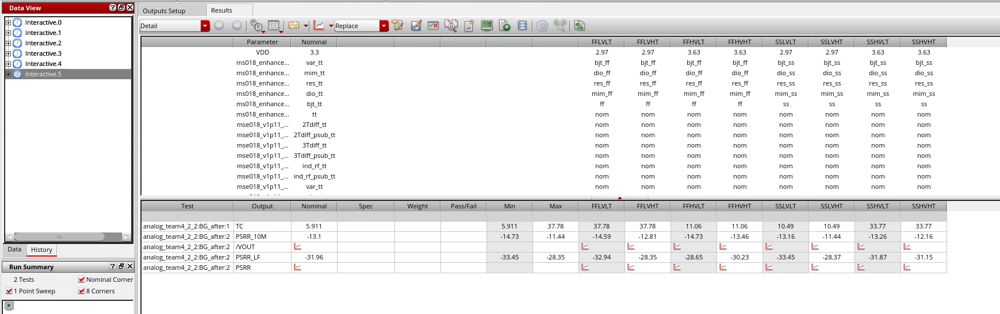 Data View
Interactive.0
Interactive.1
Interactive.2
Interactive.3
Interactive.4
Interactive.5
Data History
Run Summary
2 Tests Nominal Corner
1 Point Sweep 8 Corners
Outputs Setup Results
Detail Replace
Parameter Nominal FFLVLT FFLVHT FFHVLT FFHVHT SSLVLT SSLVHT SSHVLT SSHVHT
VDD 3.3 2.97 2.97 3.63 3.63 2.97 2.97 3.63 3.63
ms018_enhance... var_tt bjt_ff bjt_ff bjt_ff bjt_ff bjt_ss bjt_ss bjt_ss bjt_ss
ms018_enhance... mim_tt dio_ff dio_ff dio_ff dio_ff dio_ss dio_ss dio_ss dio_ss
ms018_enhance... res_tt res_ff res_ff res_ff res_ff res_ss res_ss res_ss res_ss
ms018_enhance... dio_tt mim_ff mim_ff mim_ff mim_ff mim_ss mim_ss mim_ss mim_ss
ms018_enhance... bjt_tt ff ff ff ff ss ss ss ss
ms018_enhance... tt nom nom nom nom nom nom nom nom
mse018_v1p11_... 2Tdiff_tt nom nom nom nom nom nom nom nom
mse018_v1p11_... 2Tdiff_psub_tt nom nom nom nom nom nom nom nom
mse018_v1p11_... 3Tdiff_tt nom nom nom nom nom nom nom nom
mse018_v1p11_... 3Tdiff_psub_tt nom nom nom nom nom nom nom nom
mse018_v1p11_... ind_rf_tt nom nom nom nom nom nom nom nom
mse018_v1p11_... ind_rf_psub_tt nom nom nom nom nom nom nom nom
mse018_v1p11_... var_tt nom nom nom nom nom nom nom nom
Test Output Nominal Spec Weight Pass/Fail Min Max FFLVLT FFLVHT FFHVLT FFHVHT SSLVLT SSLVHT SSHVLT SSHVHT
analog_team4_2_2:BG_after:1 TC 5.911 5.911 37.78 37.78 37.78 11.06 11.06 10.49 10.49 33.77 33.77
analog_team4_2_2:BG_after:2 PSRR_10M -13.1 -14.73 -11.44 -14.59 -12.81 -14.73 -13.46 -13.16 -11.44 -13.26 -12.16
analog_team4_2_2:BG_after:2 /VOUT
analog_team4_2_2:BG_after:2 PSRR_LF -31.96 -33.45 -28.35 -32.94 -28.35 -28.65 -30.23 -33.45 -28.37 -31.87 -31.15
analog_team4_2_2:BG_after:2 PSRR